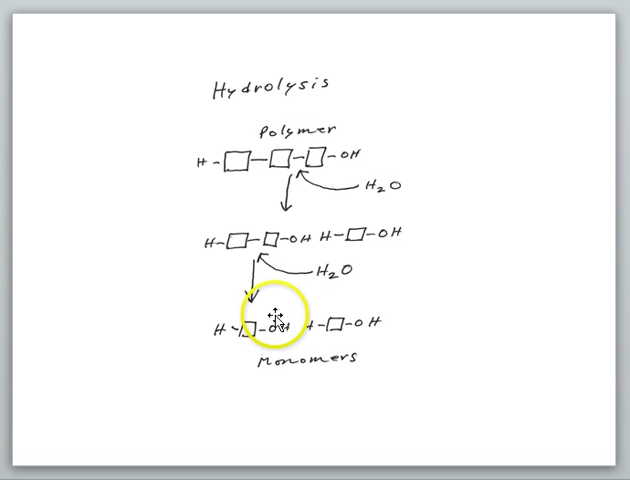 Hydrolysis
Polymer
H-□-□-□-OH
H₂O
H-□-□-OH H-□-OH
H₂O
H-□-OH H-□-OH
Monomers